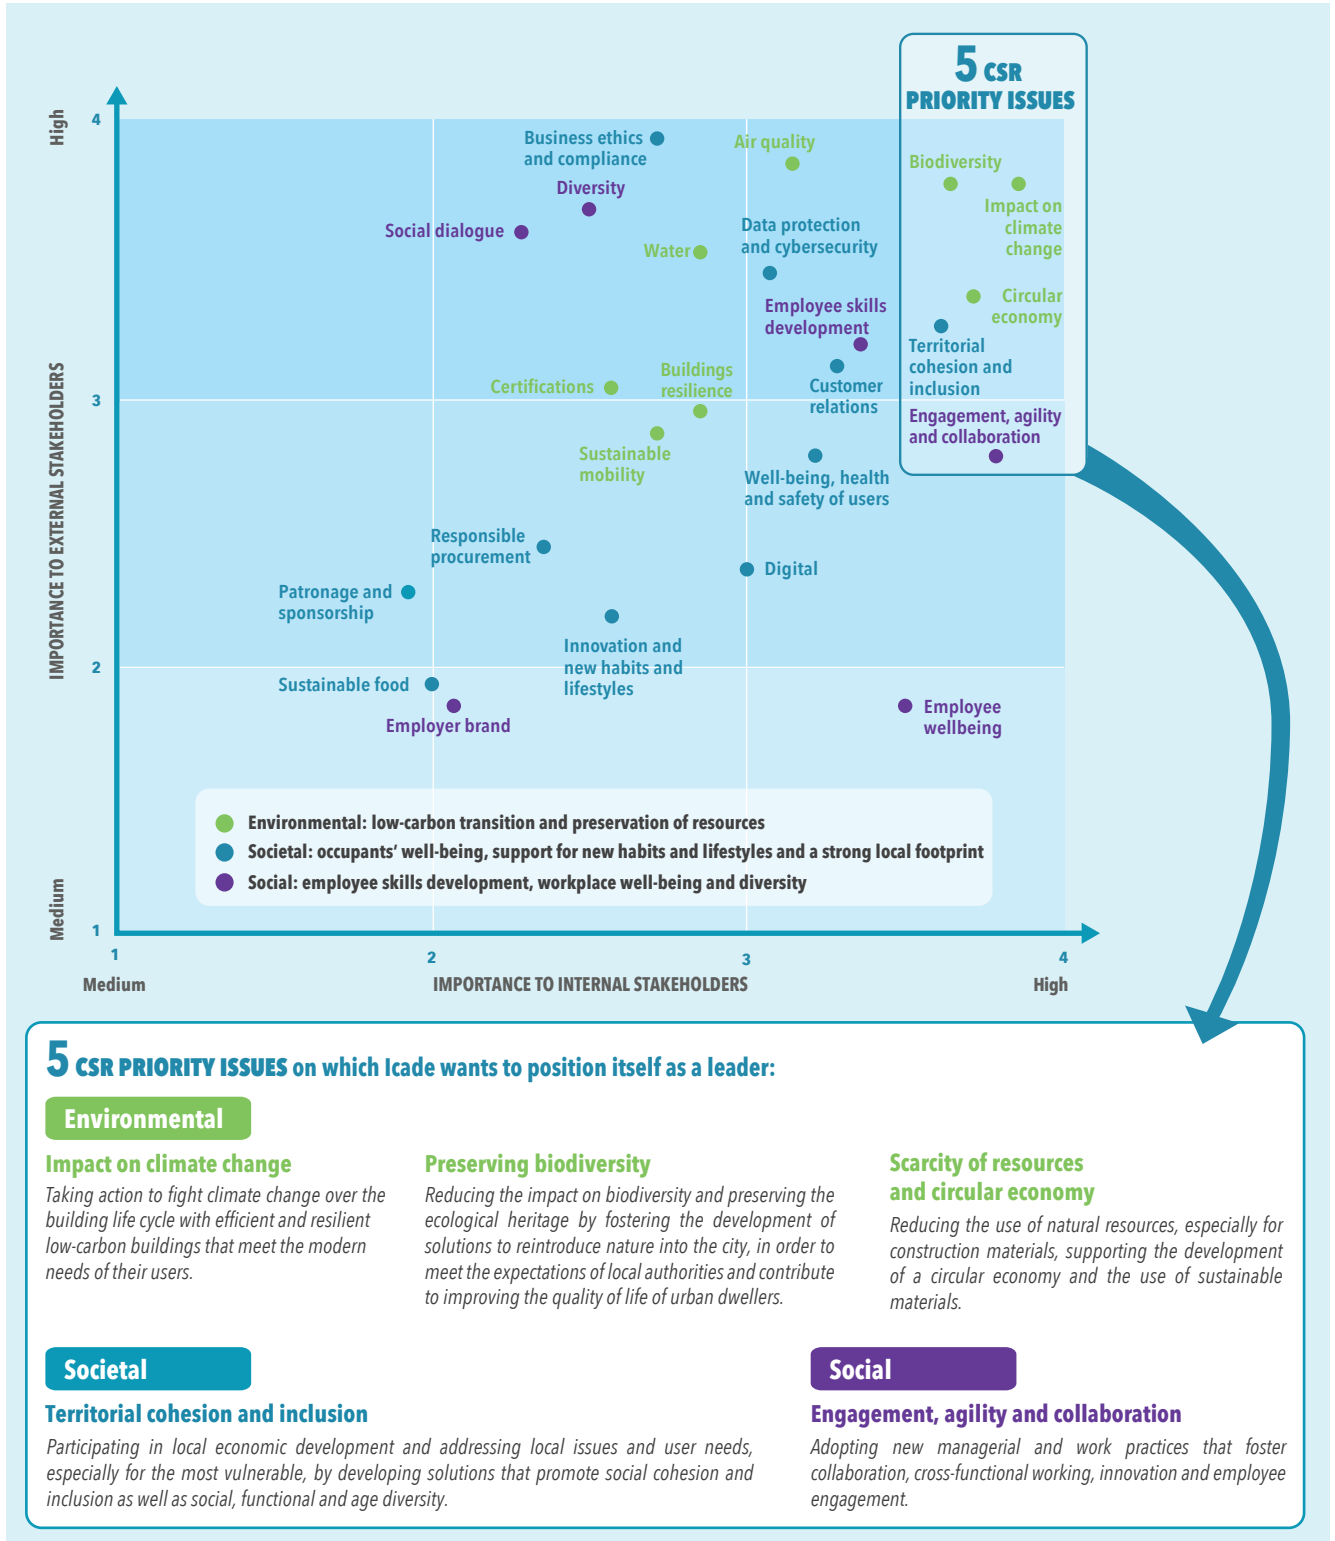 5 CSR
PRIORITY ISSUES
High
4
Business ethics
and compliance
Air quality
Biodiversity
Diversity
Impact on
climate
change
Social dialogue
Data protection
and cybersecurity
Water
Circular
economy
Employee skills
development
Territorial
cohesion and
inclusion
Buildings
resilience
Certifications
Customer
relations
3
Engagement, agility
and collaboration
Sustainable
mobility
Well-being, health
and safety of users
IMPORTANCE TO EXTERNAL STAKEHOLDERS
Responsible
procurement
Digital
Patronage and
sponsorship
Innovation and
new habits and
lifestyles
2
Sustainable food
Employer brand
Employee
wellbeing
Environmental: low-carbon transition and preservation of resources
Societal: occupants’ well-being, support for new habits and lifestyles and a strong local footprint
Social: employee skills development, workplace well-being and diversity
Medium
1
1
2
3
4
Medium
IMPORTANCE TO INTERNAL STAKEHOLDERS
High
5 CSR PRIORITY ISSUES on which Icade wants to position itself as a leader:
Environmental
Impact on climate change
Taking action to fight climate change over the
building life cycle with efficient and resilient
low-carbon buildings that meet the modern
needs of their users.
Preserving biodiversity
Reducing the impact on biodiversity and preserving the
ecological heritage by fostering the development of
solutions to reintroduce nature into the city, in order to
meet the expectations of local authorities and contribute
to improving the quality of life of urban dwellers.
Scarcity of resources
and circular economy
Reducing the use of natural resources, especially for
construction materials, supporting the development
of a circular economy and the use of sustainable
materials.
Societal
Territorial cohesion and inclusion
Participating in local economic development and addressing local issues and user needs,
especially for the most vulnerable, by developing solutions that promote social cohesion and
inclusion as well as social, functional and age diversity.
Social
Engagement, agility and collaboration
Adopting new managerial and work practices that foster
collaboration, cross-functional working, innovation and employee
engagement.